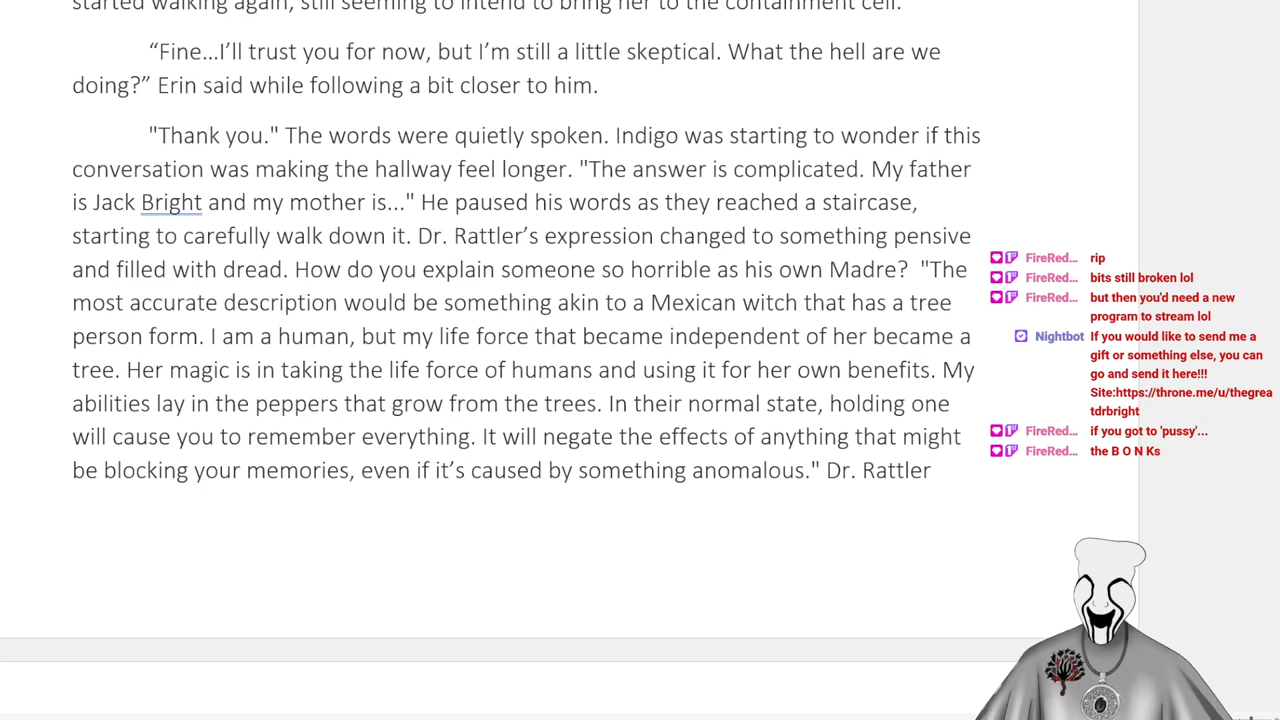 started walking again, still seeming to intend to bring her to the containment cell.
“Fine…I’ll trust you for now, but I’m still a little skeptical. What the hell are we
doing?” Erin said while following a bit closer to him.
"Thank you." The words were quietly spoken. Indigo was starting to wonder if this
conversation was making the hallway feel longer. "The answer is complicated. My father
is Jack Bright and my mother is..." He paused his words as they reached a staircase,
starting to carefully walk down it. Dr. Rattler’s expression changed to something pensive
and filled with dread. How do you explain someone so horrible as his own Madre?  "The
most accurate description would be something akin to a Mexican witch that has a tree
person form. I am a human, but my life force that became independent of her became a
tree. Her magic is in taking the life force of humans and using it for her own benefits. My
abilities lay in the peppers that grow from the trees. In their normal state, holding one
will cause you to remember everything. It will negate the effects of anything that might
be blocking your memories, even if it’s caused by something anomalous." Dr. Rattler
FireRed... rip
FireRed... bits still broken lol
FireRed... but then you'd need a new
program to stream lol
Nightbot If you would like to send me a
gift or something else, you can
go and send it here!!!
Site:https://throne.me/u/thegrea
tdrbright
FireRed... if you got to 'pussy'...
FireRed... the B O N Ks